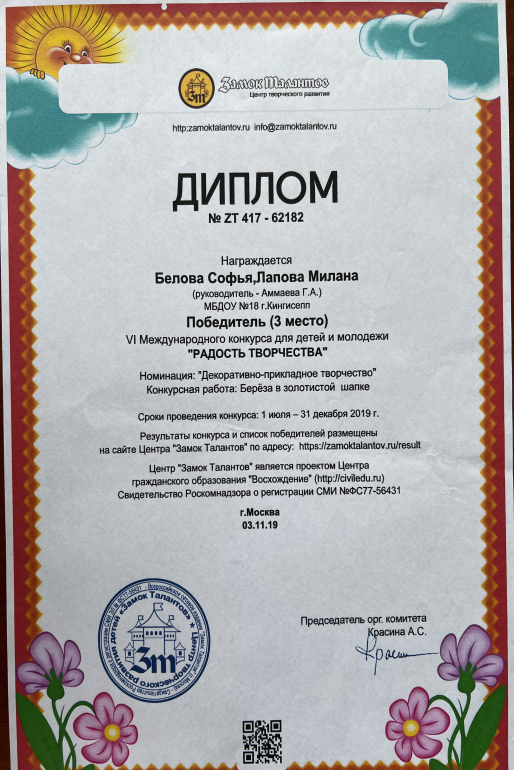 Замок Талантов
Центр творческого развития
http:zamoktalantov.ru info@zamoktalantov.ru
ДИПЛОМ
№ ZT 417 - 62182
Награждается
Белова Софья,Лапова Милана
(руководитель - Аммаева Г.А.)
МБДОУ №18 г.Кингисепп
Победитель (3 место)
VI Международного конкурса для детей и молодежи
"РАДОСТЬ ТВОРЧЕСТВА"
Номинация: "Декоративно-прикладное творчество"
Конкурсная работа: Берёза в золотистой шапке
Сроки проведения конкурса: 1 июля – 31 декабря 2019 г.
Результаты конкурса и список победителей размещены
на сайте Центра "Замок Талантов" по адресу: https://zamoktalantov.ru/result
Центр "Замок Талантов" является проектом Центра
гражданского образования "Восхождение" (http://civiledu.ru)
Свидетельство Роскомнадзора о регистрации СМИ №ФС77-56431
г.Москва
03.11.19
Председатель орг. комитета
Красина А.С.
Центр творческого развития детей «Замок Талантов»
Зт